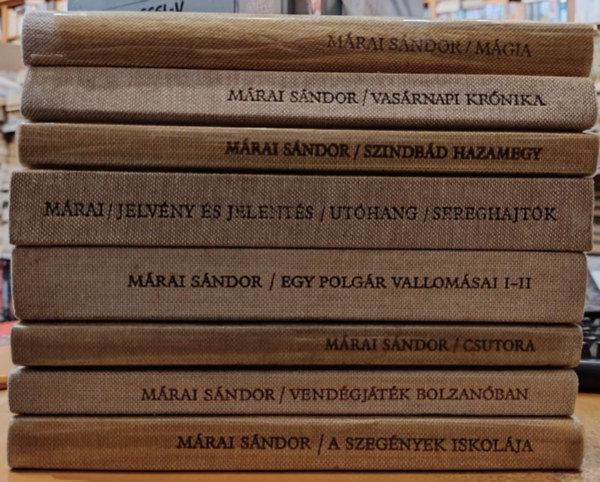 MÁRAI SÁNDOR / MÁGIA
MÁRAI SÁNDOR / VASÁRNAPI KRÓNIKA
MÁRAI SÁNDOR / SZINDBÁD HAZAMEGY
MÁRAI / JELVÉNY ÉS JELENTÉS / UTÓHANG / SEREGHAJTÓK
MÁRAI SÁNDOR / EGY POLGÁR VALLOMÁSAI I-II
MÁRAI SÁNDOR / CSUTORA
MÁRAI SÁNDOR / VENDÉGJÁTÉK BOLZANÓBAN
MÁRAI SÁNDOR / A SZEGÉNYEK ISKOLÁJA